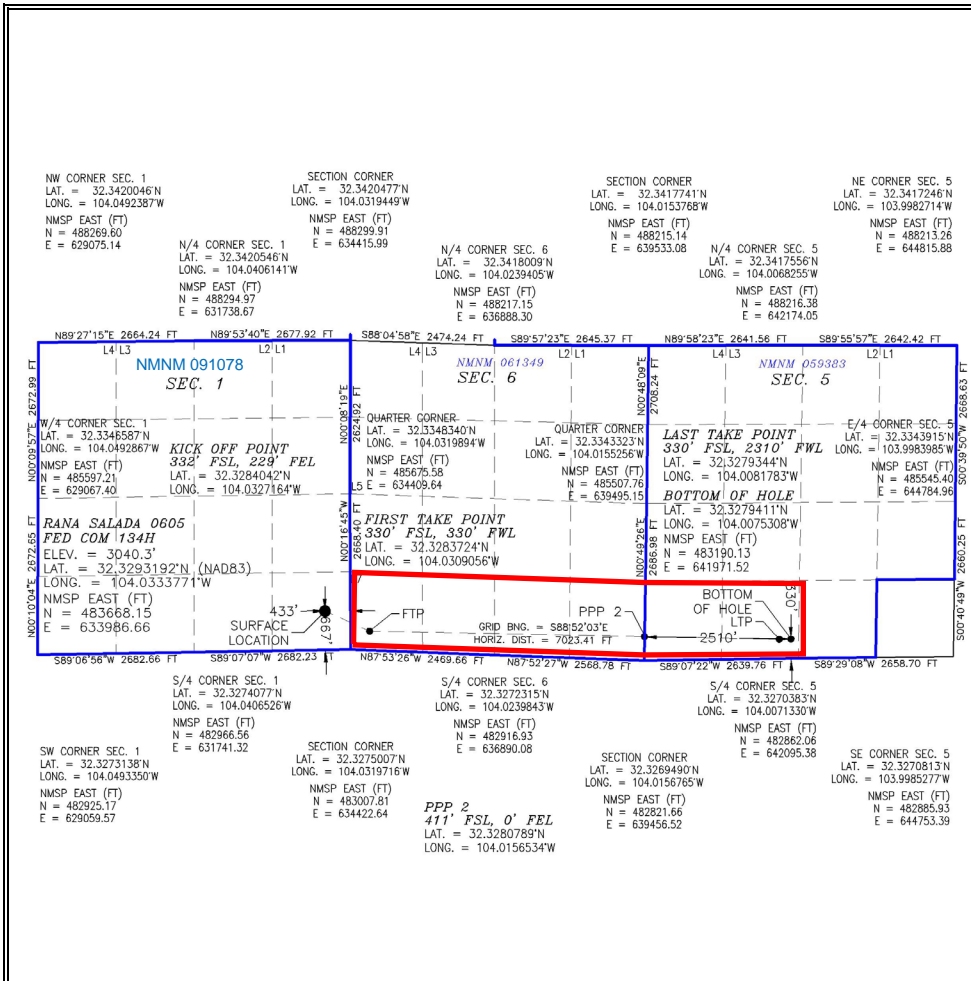 NW CORNER SEC. 1
LAT. = 32.3420046°N
LONG. = 104.0492387°W
NMSP EAST (FT)
N = 488269.60
E = 629075.14
SECTION CORNER
LAT. = 32.3420477°N
LONG. = 104.0319449°W
NMSP EAST (FT)
N = 488299.91
E = 634415.99
SECTION CORNER
LAT. = 32.3417741°N
LONG. = 104.0153768°W
NMSP EAST (FT)
N = 488215.14
E = 639533.08
NE CORNER SEC. 5
LAT. = 32.3417246°N
LONG. = 103.9982714°W
NMSP EAST (FT)
N = 488213.26
E = 644815.88
N/4 CORNER SEC. 1
LAT. = 32.3420546°N
LONG. = 104.0406141°W
NMSP EAST (FT)
N = 488294.97
E = 631738.67
N/4 CORNER SEC. 6
LAT. = 32.3418009°N
LONG. = 104.0239405°W
NMSP EAST (FT)
N = 488217.15
E = 636888.30
N/4 CORNER SEC. 5
LAT. = 32.3417556°N
LONG. = 104.0068255°W
NMSP EAST (FT)
N = 488216.38
E = 642174.05
N89°27'15"E 2664.24 FT
N89°53'40"E 2677.92 FT
S88°04'58"E 2474.24 FT
S89°57'23"E 2645.37 FT
N89°58'23"E 2641.56 FT
S89°55'57"E 2642.42 FT
L4 L3
L2 L1
L4 L3
L2 L1
L4 L3
L2 L1
NMNM 091078
SEC. 1
NMNM 061349
SEC. 6
NMNM 059383
SEC. 5
N00°09'57"E 2672.99 FT
N00°08'19"E 2624.92 FT
N00°48'09"E 2708.24 FT
S00°39'50"W 2668.63 FT
W/4 CORNER SEC. 1
LAT. = 32.3346587°N
LONG. = 104.0492867°W
NMSP EAST (FT)
N = 485597.21
E = 629067.40
KICK OFF POINT
332' FSL, 229' FEL
LAT. = 32.3284042°N
LONG. = 104.0327164°W
QUARTER CORNER
LAT. = 32.3348340°N
LONG. = 104.0319894°W
NMSP EAST (FT)
N = 485675.58
E = 634409.64
QUARTER CORNER
LAT. = 32.3343323°N
LONG. = 104.0155256°W
NMSP EAST (FT)
N = 485507.76
E = 639495.15
LAST TAKE POINT
330' FSL, 2310' FWL
LAT. = 32.3279344°N
LONG. = 104.0081783°W
BOTTOM OF HOLE
LAT. = 32.3279411°N
LONG. = 104.0075308°W
NMSP EAST (FT)
N = 483190.13
E = 641971.52
E/4 CORNER SEC. 5
LAT. = 32.3343915°N
LONG. = 103.9983985°W
NMSP EAST (FT)
N = 485545.40
E = 644784.96
L5
RANA SALADA 0605
FED COM 134H
ELEV. = 3040.3'
LAT. = 32.3293192°N (NAD83)
LONG. = 104.0333771°W
NMSP EAST (FT)
N = 483668.15
E = 633986.66
FIRST TAKE POINT
330' FSL, 330' FWL
LAT. = 32.3283724°N
LONG. = 104.0309056°W
N00°10'04"E 2672.65 FT
N00°16'45"W 2668.40 FT
N00°49'26"E 2686.98 FT
S00°40'49"W 2660.25 FT
433'
SURFACE
LOCATION
667'
FTP
GRID BNG. = S88°52'03"E
HORIZ. DIST. = 7023.41 FT
PPP 2
2510'
BOTTOM
OF HOLE
LTP
330'
S89°06'56"W 2682.66 FT
S89°07'07"W 2682.23 FT
N87°53'26"W 2469.66 FT
N87°52'27"W 2568.78 FT
S89°07'22"W 2639.76 FT
S89°29'08"W 2658.70 FT
S/4 CORNER SEC. 1
LAT. = 32.3274077°N
LONG. = 104.0406526°W
NMSP EAST (FT)
N = 482966.56
E = 631741.32
S/4 CORNER SEC. 6
LAT. = 32.3272315°N
LONG. = 104.0239843°W
NMSP EAST (FT)
N = 482916.93
E = 636890.08
S/4 CORNER SEC. 5
LAT. = 32.3270383°N
LONG. = 104.0071330°W
NMSP EAST (FT)
N = 482862.06
E = 642095.38
SW CORNER SEC. 1
LAT. = 32.3273138°N
LONG. = 104.0493350°W
NMSP EAST (FT)
N = 482925.17
E = 629059.57
SECTION CORNER
LAT. = 32.3275007°N
LONG. = 104.0319716°W
NMSP EAST (FT)
N = 483007.81
E = 634422.64
SECTION CORNER
LAT. = 32.3269490°N
LONG. = 104.0156765°W
NMSP EAST (FT)
N = 482821.66
E = 639456.52
SE CORNER SEC. 5
LAT. = 32.3270813°N
LONG. = 103.9985277°W
NMSP EAST (FT)
N = 482885.93
E = 644753.39
PPP 2
411' FSL, 0' FEL
LAT. = 32.3280789°N
LONG. = 104.0156534°W